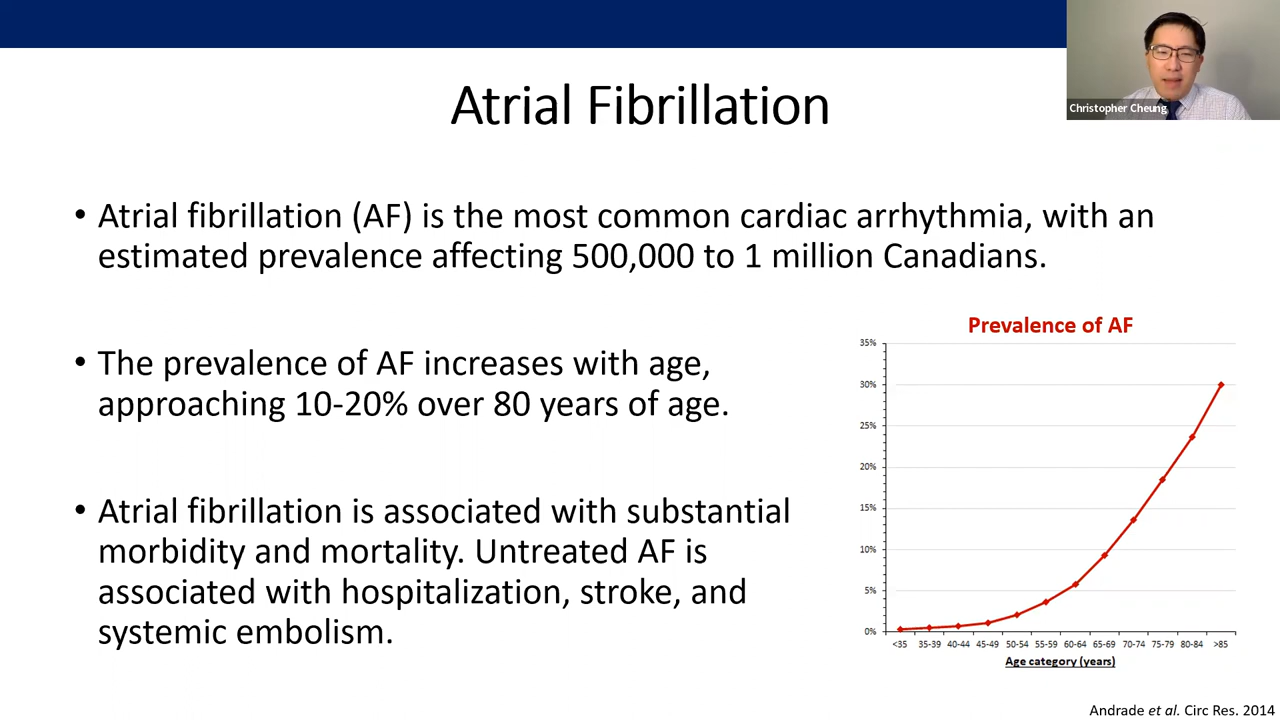 Christopher Cheung
Atrial Fibrillation
• Atrial fibrillation (AF) is the most common cardiac arrhythmia, with an
estimated prevalence affecting 500,000 to 1 million Canadians.
• The prevalence of AF increases with age,
approaching 10-20% over 80 years of age.
• Atrial fibrillation is associated with substantial
morbidity and mortality. Untreated AF is
associated with hospitalization, stroke, and
systemic embolism.
Prevalence of AF
35%
30%
25%
20%
15%
10%
5%
0%
<35 35-39 40-44 45-49 50-54 55-59 60-64 65-69 70-74 75-79 80-84 >85
Age category (years)
Andrade et al. Circ Res. 2014